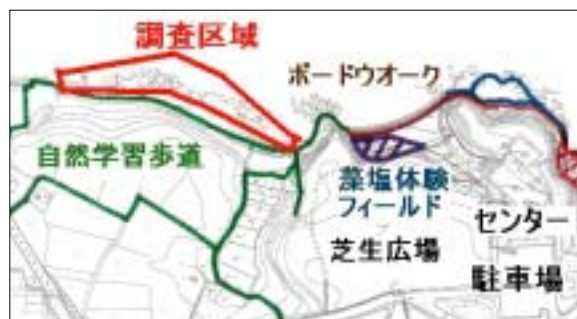 調査区域
ボードウオーク
自然学習歩道
藻塩体験
フィールド
芝生広場
センター
駐車場